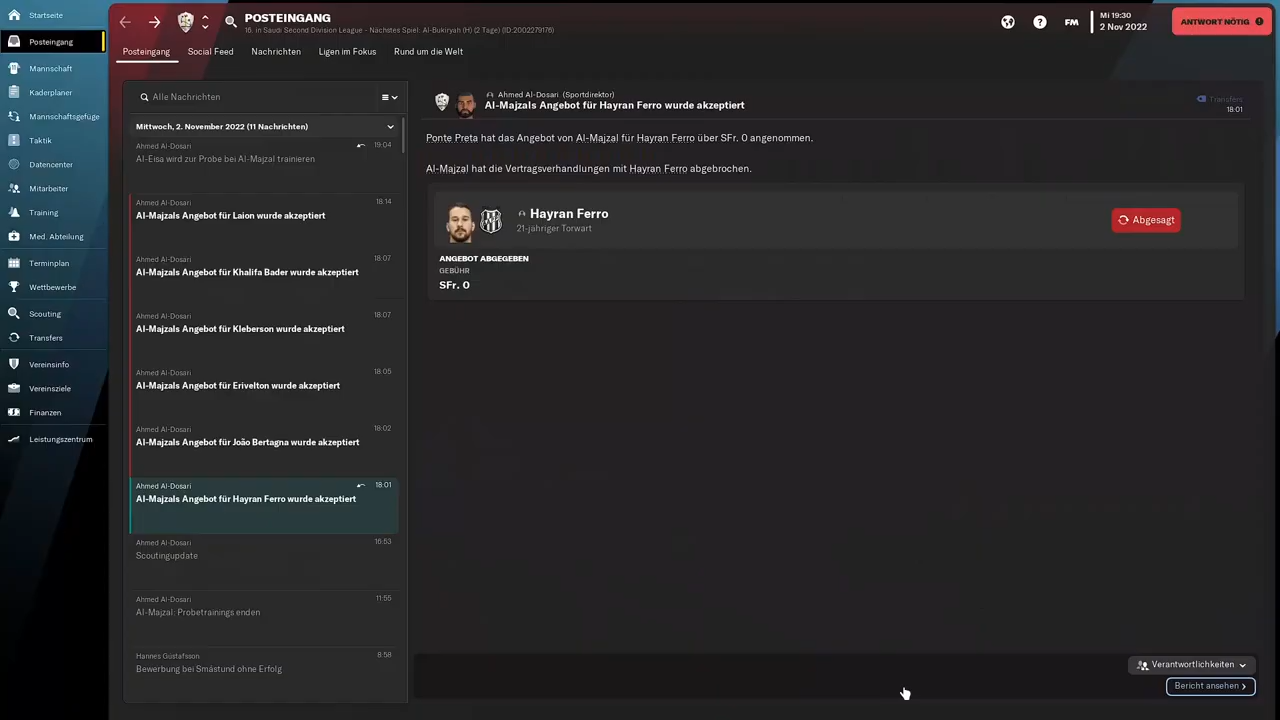 Startseite
Posteingang
Mannschaft
Kaderplaner
Mannschaftsgefüge
Taktik
Datencenter
Mitarbeiter
Training
Med. Abteilung
Terminplan
Wettbewerbe
Scouting
Transfers
Vereinsinfo
Vereinsziele
Finanzen
Leistungszentrum
POSTEINGANG
16. in Saudi Second Division League - Nächstes Spiel: Al-Bukiryah (H) (2 Tage) (ID:2002279176)
FM
Mi 19:30
2 Nov 2022
ANTWORT NÖTIG
Posteingang
Social Feed
Nachrichten
Ligen im Fokus
Rund um die Welt
Alle Nachrichten
Mittwoch, 2. November 2022 (11 Nachrichten)
Ahmed Al-Dosari 19:04
Al-Eisa wird zur Probe bei Al-Majzal trainieren
Ahmed Al-Dosari 18:14
Al-Majzals Angebot für Laion wurde akzeptiert
Ahmed Al-Dosari 18:07
Al-Majzals Angebot für Khalifa Bader wurde akzeptiert
Ahmed Al-Dosari 18:07
Al-Majzals Angebot für Kleberson wurde akzeptiert
Ahmed Al-Dosari 18:05
Al-Majzals Angebot für Erivelton wurde akzeptiert
Ahmed Al-Dosari 18:02
Al-Majzals Angebot für João Bertagna wurde akzeptiert
Ahmed Al-Dosari 18:01
Al-Majzals Angebot für Hayran Ferro wurde akzeptiert
Ahmed Al-Dosari 16:53
Scoutingupdate
Ahmed Al-Dosari 11:55
Al-Majzal: Probetrainings enden
Hannes Gustafsson 8:58
Bewerbung bei Småstund ohne Erfolg
Ahmed Al-Dosari (Sportdirektor)
Al-Majzals Angebot für Hayran Ferro wurde akzeptiert
Transfers
18:01
Ponte Preta hat das Angebot von Al-Majzal für Hayran Ferro über SFr. 0 angenommen.
Al-Majzal hat die Vertragsverhandlungen mit Hayran Ferro abgebrochen.
Hayran Ferro
21-jähriger Torwart
Abgesagt
ANGEBOT ABGEGEBEN
GEBÜHR
SFr. 0
Verantwortlichkeiten
Bericht ansehen